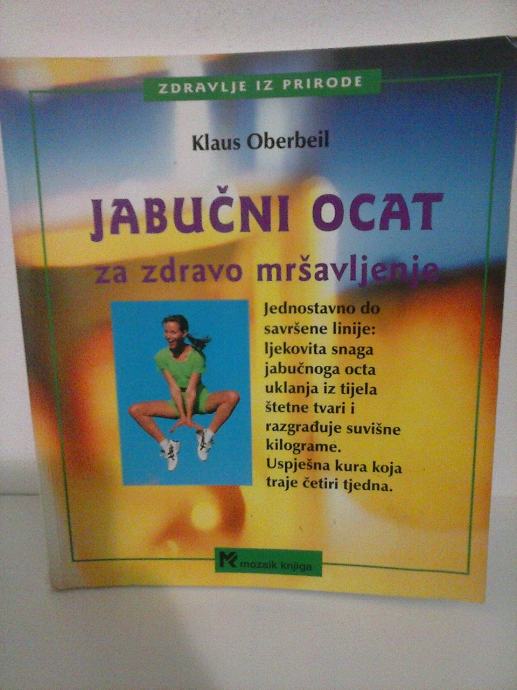 ZDRAVLJE IZ PRIRODE
Klaus Oberbeil
JABUČNI OCAT
za zdravo mršavljenje
Jednostavno do
savršene linije:
ljekovita snaga
jabučnoga octa
uklanja iz tijela
štetne tvari i
razgrađuje suvišne
kilograme.
Uspješna kura koja
traje četiri tjedna.
MK mozaik knjiga